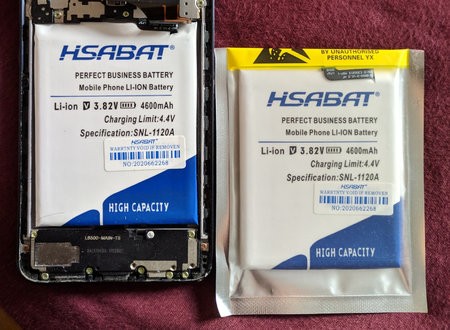 HSABAT®
PERFECT BUSINESS BATTERY
Mobile Phone LI-ION Battery
Li-ion V 3.82V 4600mAh
Charging Limit:4.4V
Specification:SNL-1120A
HSABAT®
WARRANTY VOID IF REMOVEN
NO:2020662268
HIGH CAPACITY
BY UNAUTHORISED
PERSONNEL YX
HSABAT®
PERFECT BUSINESS BATTERY
Mobile Phone LI-ION Battery
Li-ion V 3.82V 4600mAh
Charging Limit:4.4V
Specification:SNL-1120A
HSABAT®
WARRANTY VOID IF REMOVEN
NO:2020662268
HIGH CAPACITY